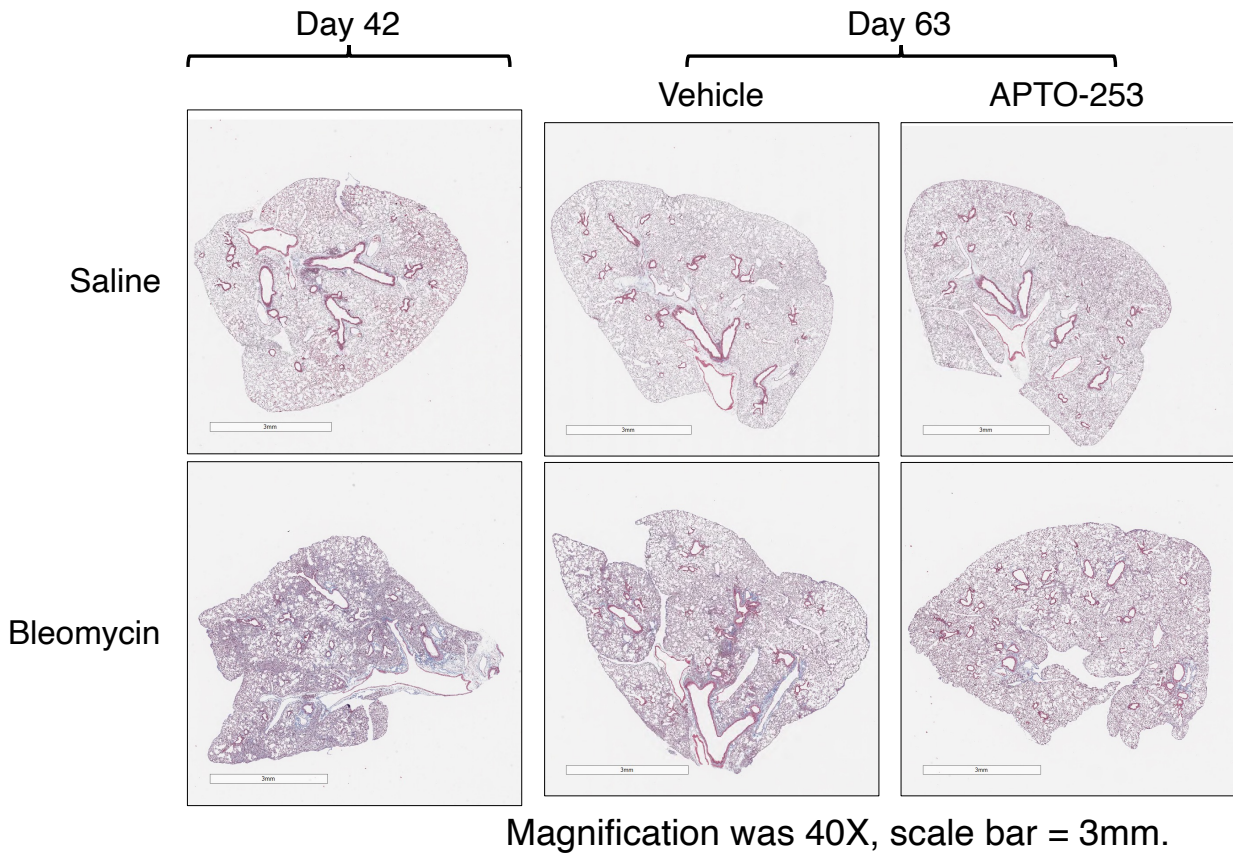 Day 42
Day 63
Vehicle
APTO-253
Saline
3mm
3mm
3mm
Bleomycin
3mm
3mm
3mm
Magnification was 40X, scale bar = 3mm.